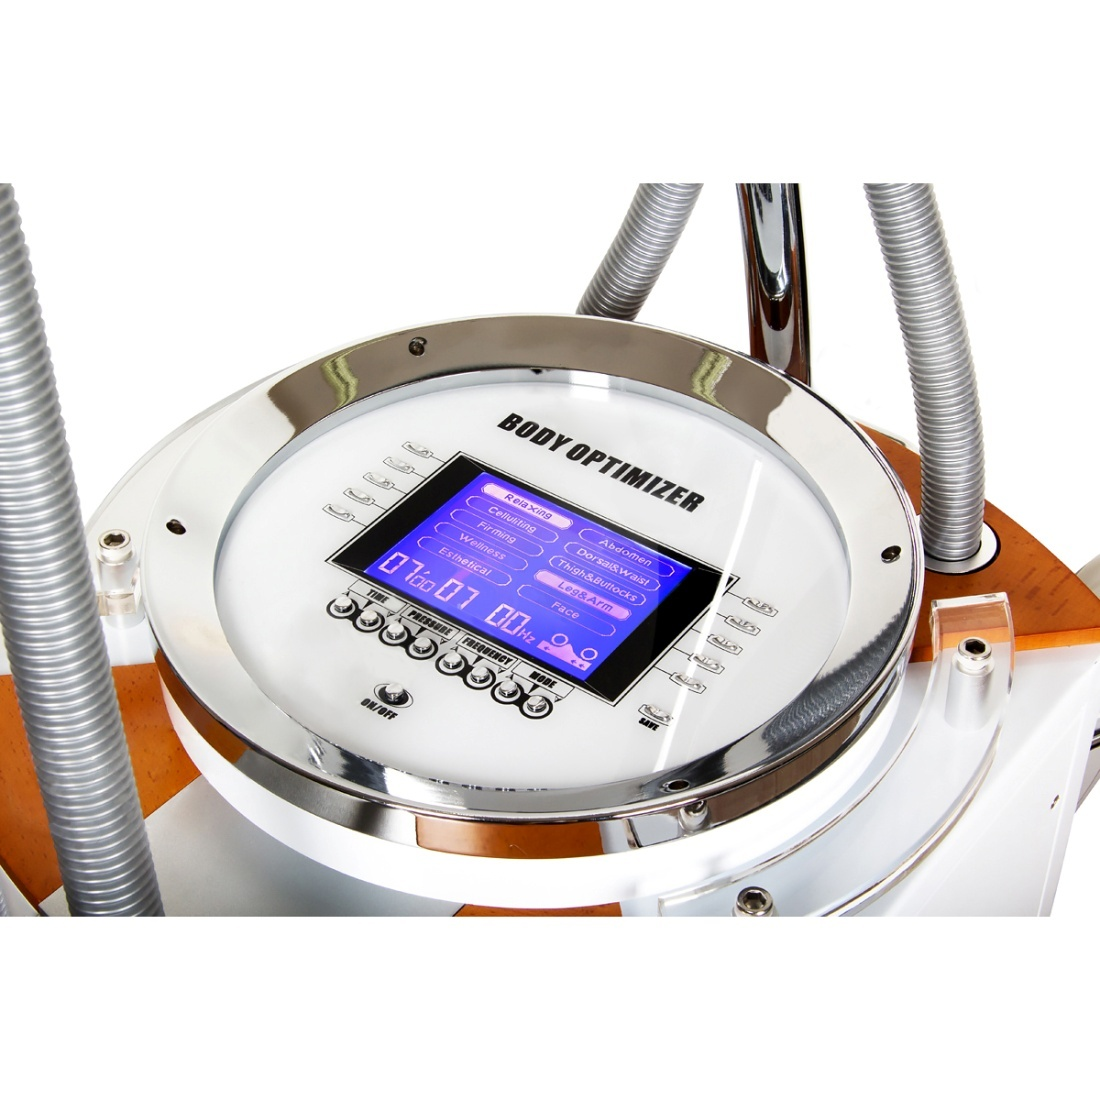 BODY OPTIMIZER
Relaxing
Celluliting
Firming
Wellness
Esthetical
Abdomen
Dorsal&Waist
Thigh&Buttocks
Leg&Arm
Face
07'00 07 00Hz
TIME PRESSURE FREQUENCY MODE
ON/OFF
SAVE